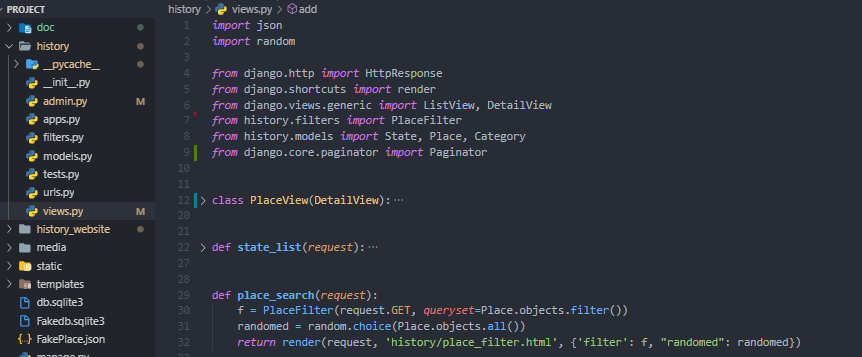 PROJECT
doc
history
__pycache__
__init__.py
admin.py M
apps.py
filters.py
models.py
tests.py
urls.py
views.py M
history_website
media
static
templates
db.sqlite3
Fakedb.sqlite3
{..} FakePlace.json
manage.py
history > views.py > add
1 import json
2 import random
3
4 from django.http import HttpResponse
5 from django.shortcuts import render
6 from django.views.generic import ListView, DetailView
7 from history.filters import PlaceFilter
8 from history.models import State, Place, Category
9 from django.core.paginator import Paginator
10
11
12 > class PlaceView(DetailView): ···
20
21
22 > def state_list(request): ···
27
28
29 def place_search(request):
30     f = PlaceFilter(request.GET, queryset=Place.objects.filter())
31     randomed = random.choice(Place.objects.all())
32     return render(request, 'history/place_filter.html', {'filter': f, "randomed": randomed})